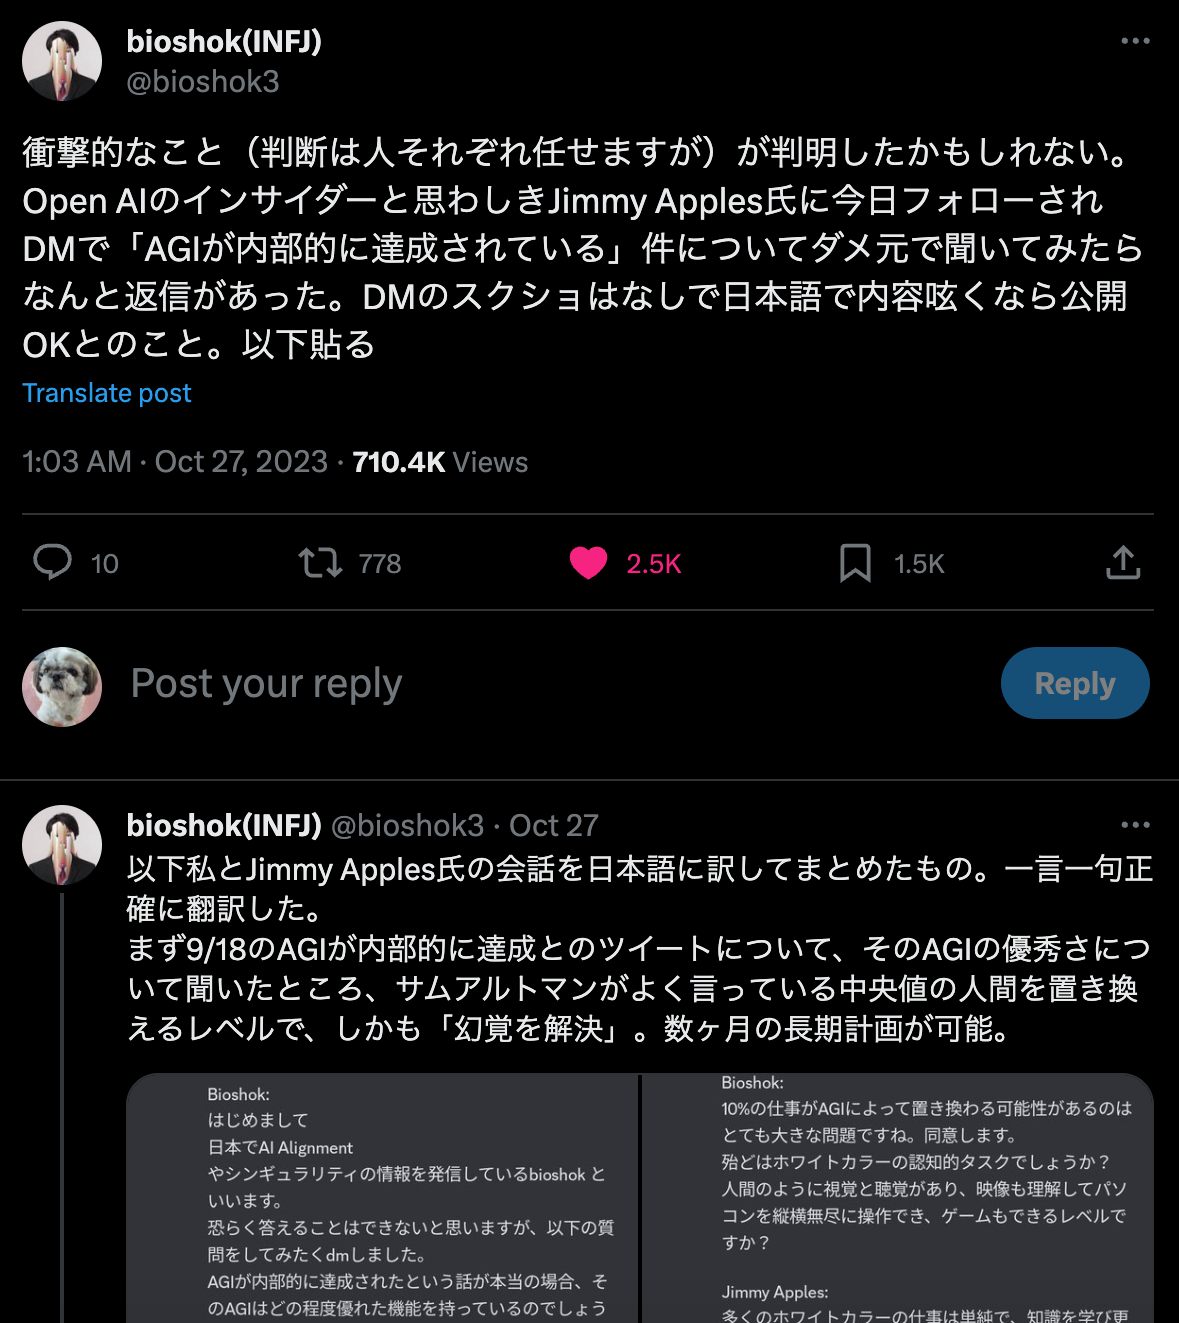 bioshok(INFJ)
@bioshok3
衝撃的なこと（判断は人それぞれ任せますが）が判明したかもしれない。
Open AIのインサイダーと思わしきJimmy Apples氏に今日フォローされ
DMで「AGIが内部的に達成されている」件についてダメ元で聞いてみたら
なんと返信があった。DMのスクショはなしで日本語で内容呟くなら公開
OKとのこと。以下貼る
Translate post
1:03 AM · Oct 27, 2023 · 710.4K Views
10 778 2.5K 1.5K
Post your reply
Reply
bioshok(INFJ) @bioshok3 · Oct 27
以下私とJimmy Apples氏の会話を日本語に訳してまとめたもの。一言一句正
確に翻訳した。
まず9/18のAGIが内部的に達成とのツイートについて、そのAGIの優秀さにつ
いて聞いたところ、サムアルトマンがよく言っている中央値の人間を置き換
えるレベルで、しかも「幻覚を解決」。数ヶ月の長期計画が可能。
Bioshok:
はじめまして
日本でAI Alignment
やシンギュラリティの情報を発信しているbioshok と
いいます。
恐らく答えることはできないと思いますが、以下の質
問をしてみたくdmしました。
AGIが内部的に達成されたという話が本当の場合、そ
のAGIはどの程度優れた機能を持っているのでしょう
Bioshok:
10%の仕事がAGIによって置き換わる可能性があるのは
とても大きな問題ですね。同意します。
殆どはホワイトカラーの認知的タスクでしょうか？
人間のように視覚と聴覚があり、映像も理解してパソ
コンを縦横無尽に操作でき、ゲームもできるレベルで
すか？
Jimmy Apples:
多くのホワイトカラーの仕事は単純で、知識を学び更